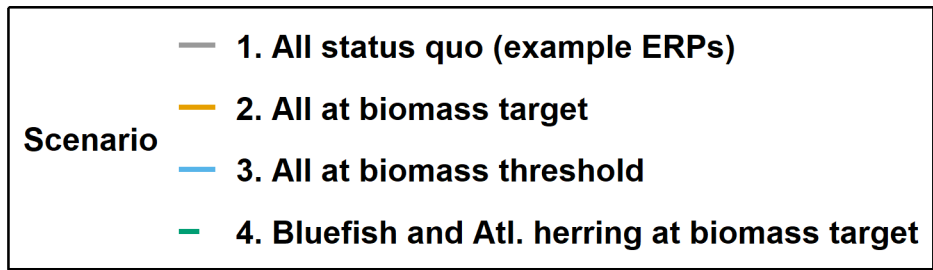 Scenario
1. All status quo (example ERPs)
2. All at biomass target
3. All at biomass threshold
4. Bluefish and Atl. herring at biomass target